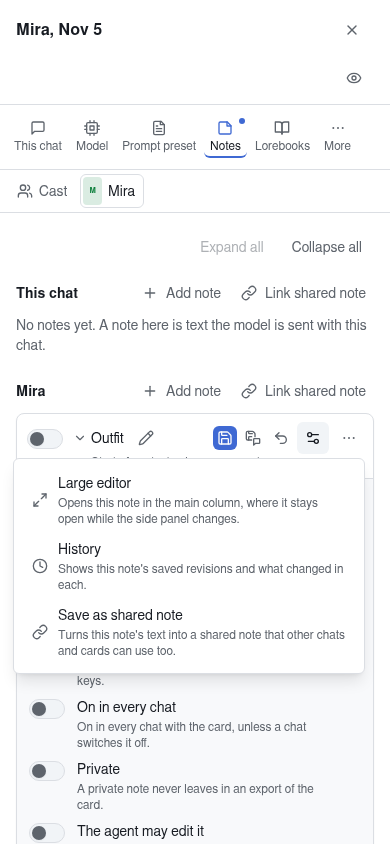 Mira, Nov 5
This chat
Model
Prompt preset
Notes
Lorebooks
More
Cast
M
Mira
Expand all
Collapse all
This chat
Add note
Link shared note
No notes yet. A note here is text the model is sent with this
chat.
Mira
Add note
Link shared note
Outfit
Large editor
Opens this note in the main column, where it stays
open while the side panel changes.
History
Shows this note's saved revisions and what changed in
each.
Save as shared note
Turns this note's text into a shared note that other chats
and cards can use too.
keys.
On in every chat
On in every chat with the card, unless a chat
switches it off.
Private
A private note never leaves in an export of the
card.
The agent may edit it